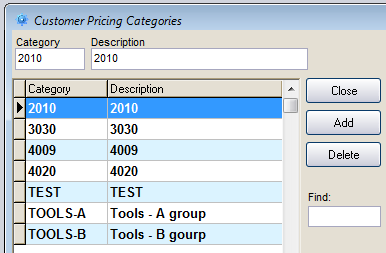 Customer Pricing Categories
Category Description
2010 2010
Category Description
2010 2010
3030 3030
4009 4009
4020 4020
TEST TEST
TOOLS-A Tools - A group
TOOLS-B Tools - B gourp
Close
Add
Delete
Find: